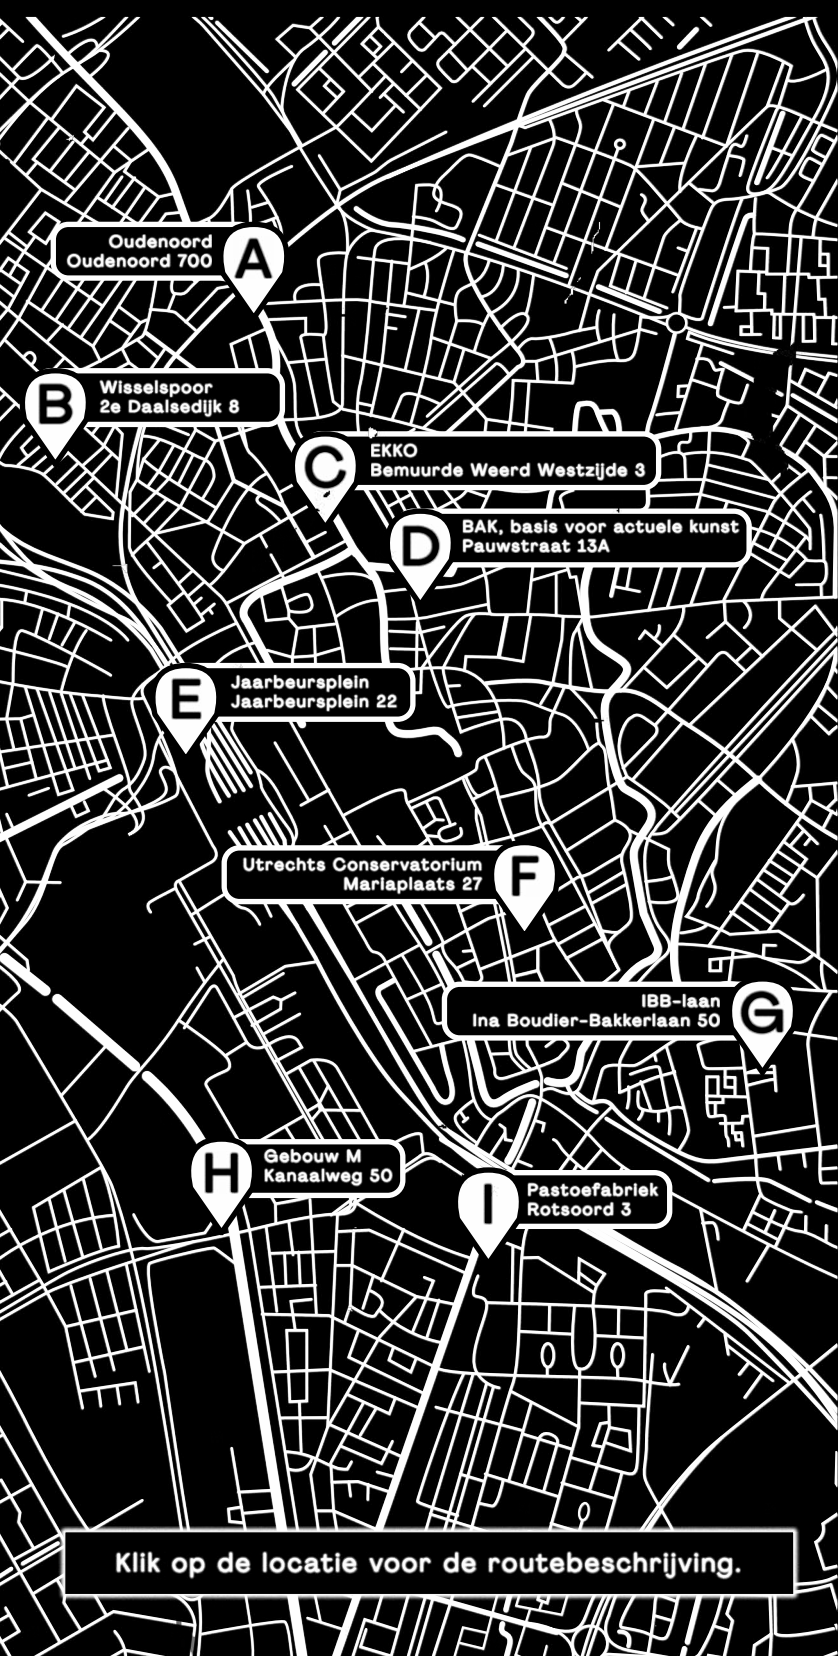 Oudenoord
Oudenoord 700
A
B
Wisselspoor
2e Daalsedijk 8
C
EKKO
Bemuurde Weerd Westzijde 3
D
BAK, basis voor actuele kunst
Pauwstraat 13A
E
Jaarbeursplein
Jaarbeursplein 22
Utrechts Conservatorium
Mariaplaats 27
F
IBB-laan
Ina Boudier-Bakkerlaan 50
G
H
Gebouw M
Kanaalweg 50
I
Pastoefabriek
Rotsoord 3
Klik op de locatie voor de routebeschrijving.